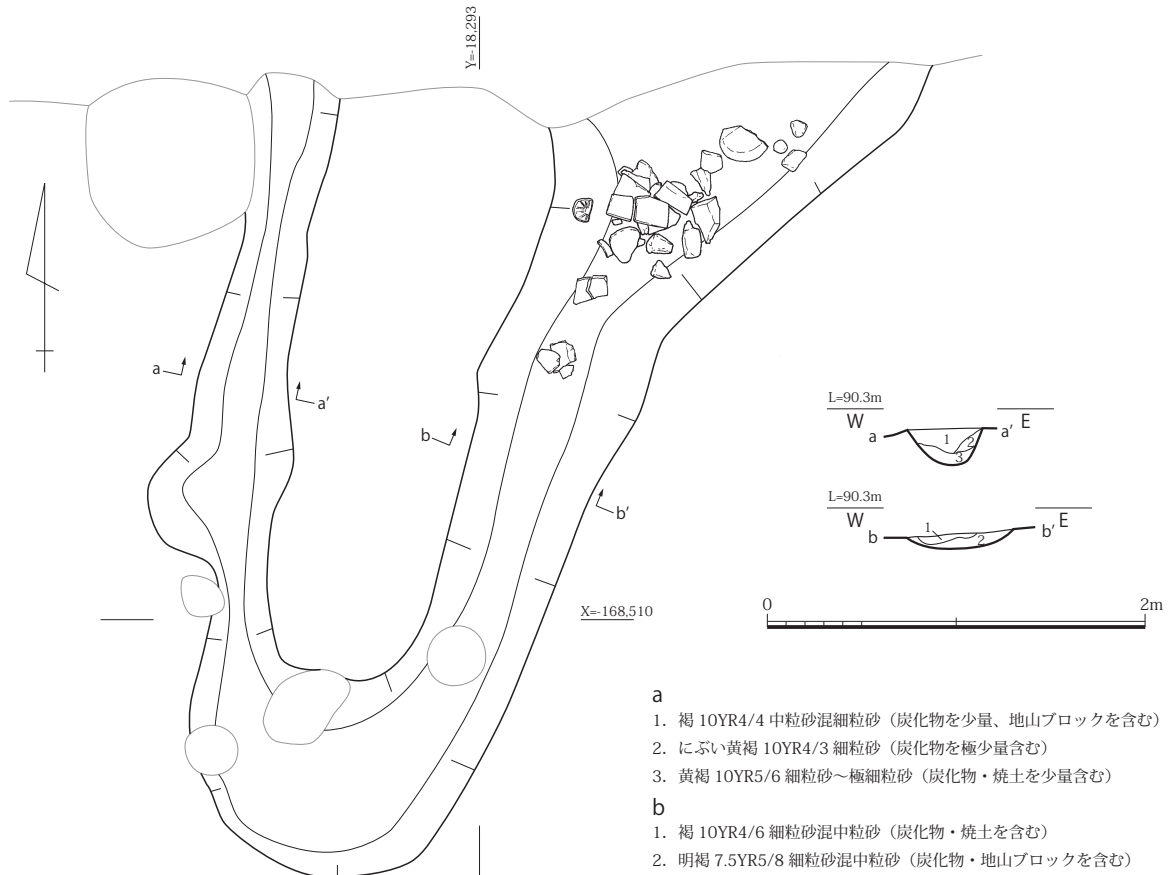 Y=-18,293
a
a'
b
b'
X=-168,510
L=90.3m
W
a
1
2
3
a'
E
L=90.3m
W
b
1
2
b'
E
0
2m
a
1. 褐 10YR4/4 中粒砂混細粒砂（炭化物を少量、地山ブロックを含む）
2. にぶい黄褐 10YR4/3 細粒砂（炭化物を極少量含む）
3. 黄褐 10YR5/6 細粒砂～極細粒砂（炭化物・焼土を少量含む）
b
1. 褐 10YR4/6 細粒砂混中粒砂（炭化物・焼土を含む）
2. 明褐 7.5YR5/8 細粒砂混中粒砂（炭化物・地山ブロックを含む）